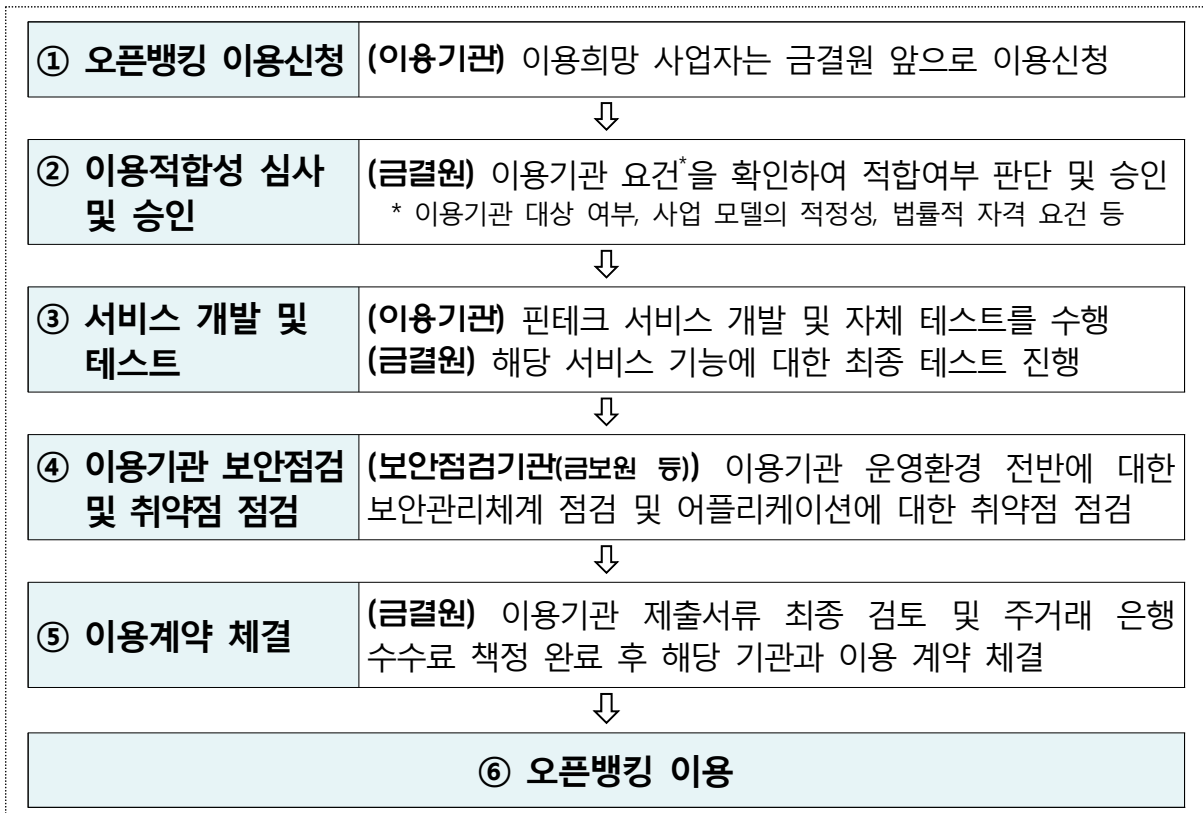 ① 오픈뱅킹 이용신청
(이용기관) 이용희망 사업자는 금결원 앞으로 이용신청
⇩
② 이용적합성 심사
및 승인
(금결원) 이용기관 요건*을 확인하여 적합여부 판단 및 승인
* 이용기관 대상 여부, 사업 모델의 적정성, 법률적 자격 요건 등
⇩
③ 서비스 개발 및
테스트
(이용기관) 핀테크 서비스 개발 및 자체 테스트를 수행
(금결원) 해당 서비스 기능에 대한 최종 테스트 진행
⇩
④ 이용기관 보안점검
및 취약점 점검
(보안점검기관(금보원 등)) 이용기관 운영환경 전반에 대한
보안관리체계 점검 및 어플리케이션에 대한 취약점 점검
⇩
⑤ 이용계약 체결
(금결원) 이용기관 제출서류 최종 검토 및 주거래 은행
수수료 책정 완료 후 해당 기관과 이용 계약 체결
⇩
⑥ 오픈뱅킹 이용